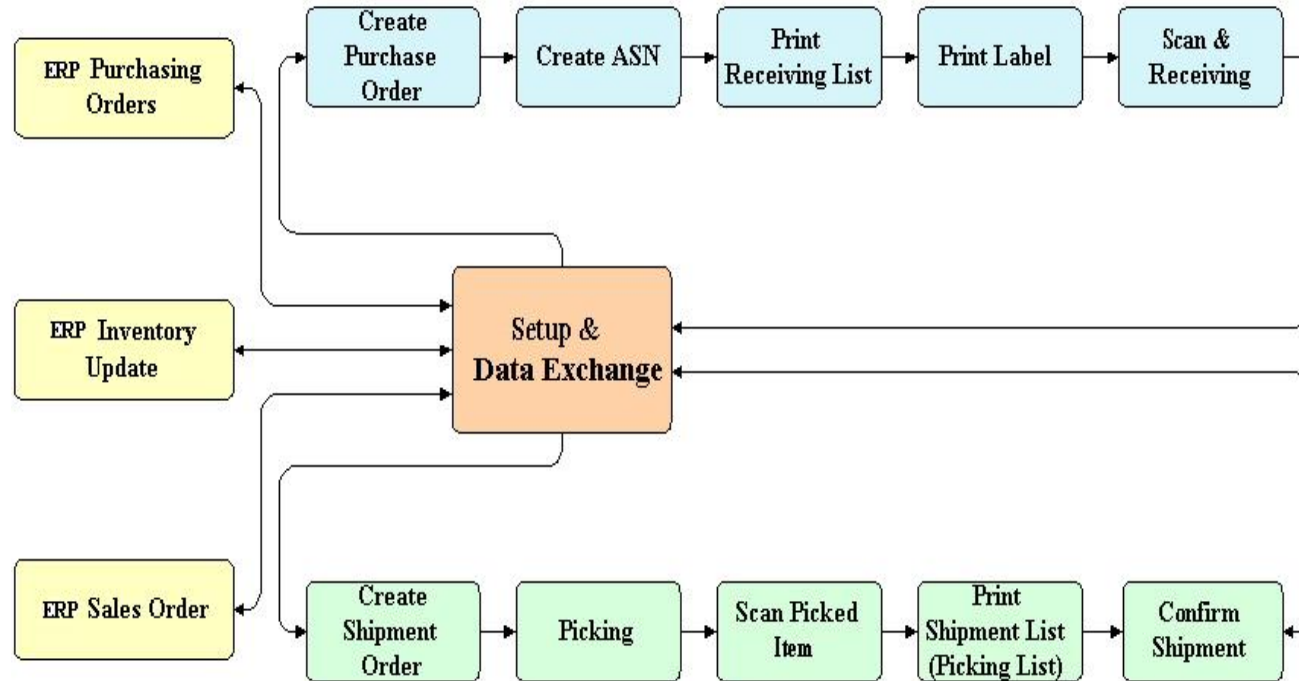 Create
Purchase
Order
Create ASN
Print
Receiving List
Print Label
Scan &
Receiving
ERP Purchasing
Orders
ERP Inventory
Update
Setup &
Data Exchange
ERP Sales Order
Create
Shipment
Order
Picking
Scan Picked
Item
Print
Shipment List
(Picking List)
Confirm
Shipment